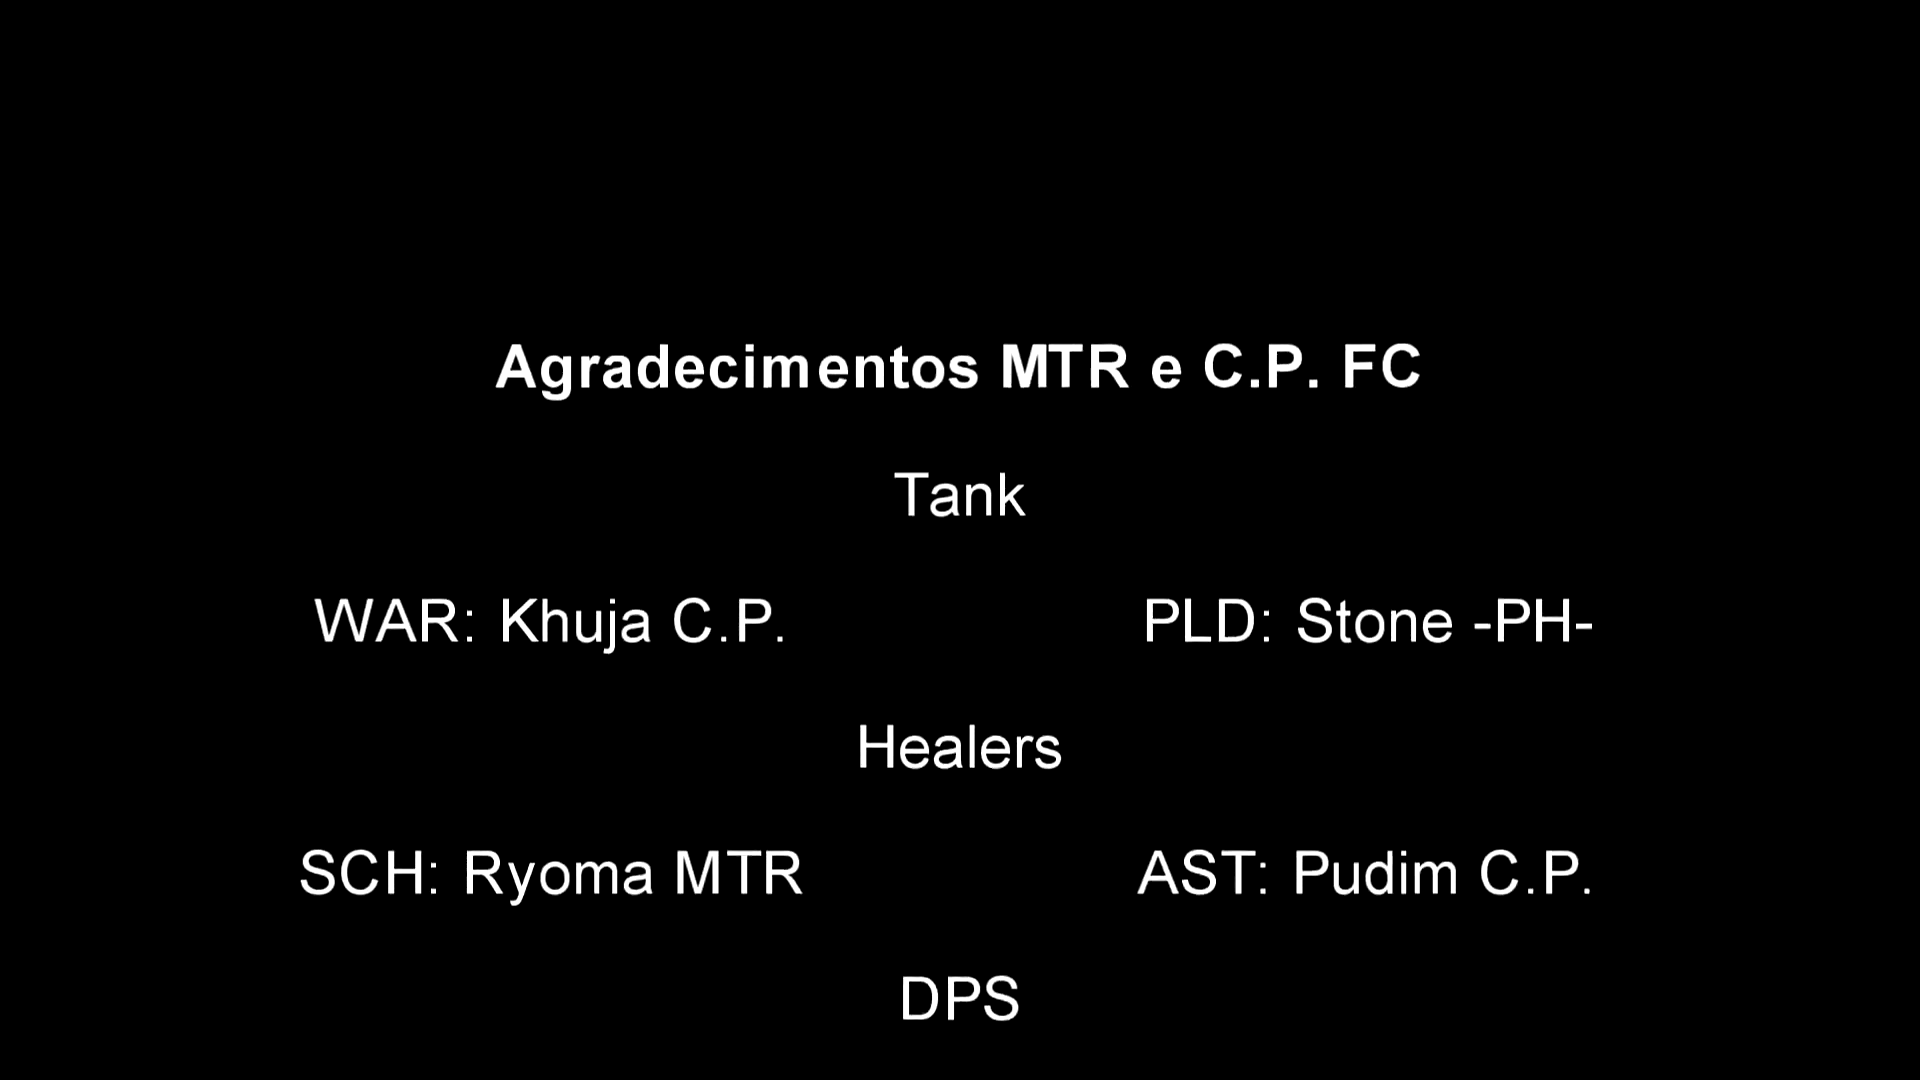 Agradecimentos MTR e C.P. FC
Tank
WAR: Khuja C.P. PLD: Stone -PH-
Healers
SCH: Ryoma MTR AST: Pudim C.P.
DPS